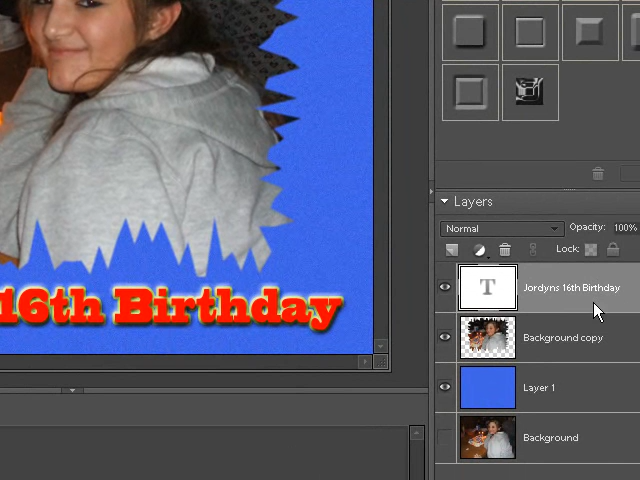 Layers
Normal
Opacity: 100%
Lock:
T
Jordyns 16th Birthday
Background copy
Layer 1
Background
16th Birthday